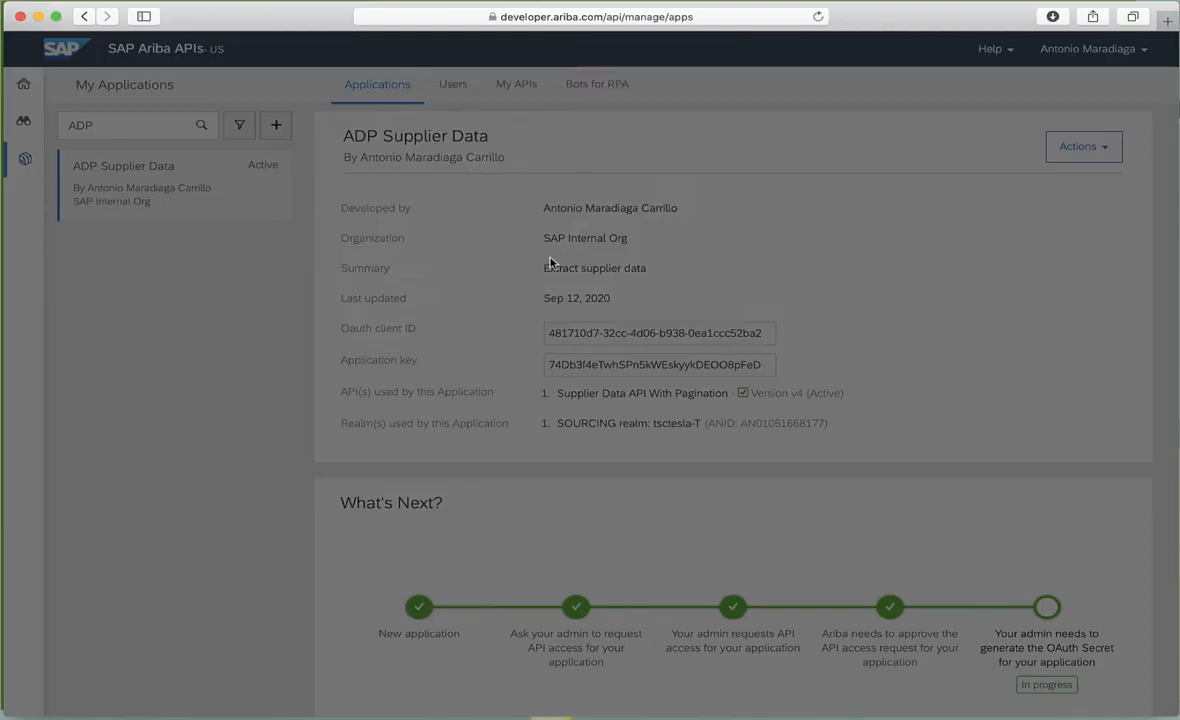 developer.ariba.com/api/manage/apps
SAP SAP Ariba APIs- US
Help
Antonio Maradiaga
My Applications
Applications
Users
My APIs
Bots for RPA
ADP
ADP Supplier Data
Active
By Antonio Maradiaga Carrillo
SAP Internal Org
ADP Supplier Data
By Antonio Maradiaga Carrillo
Actions
Developed by
Antonio Maradiaga Carrillo
Organization
SAP Internal Org
Summary
Extract supplier data
Last updated
Sep 12, 2020
Oauth client ID
481710d7-32cc-4d06-b938-0ea1ccc52ba2
Application key
74Db3f4eTwhSPn5kWEskyykDEOO8pFeD
API(s) used by this Application
1. Supplier Data API With Pagination - Version v4 (Active)
Realm(s) used by this Application
1. SOURCING realm: tsctesla-T (ANID: AN01051668177)
What's Next?
New application
Ask your admin to request
API access for your
application
Your admin requests API
access for your application
Ariba needs to approve the
API access request for your
application
Your admin needs to
generate the OAuth Secret
for your application
In progress